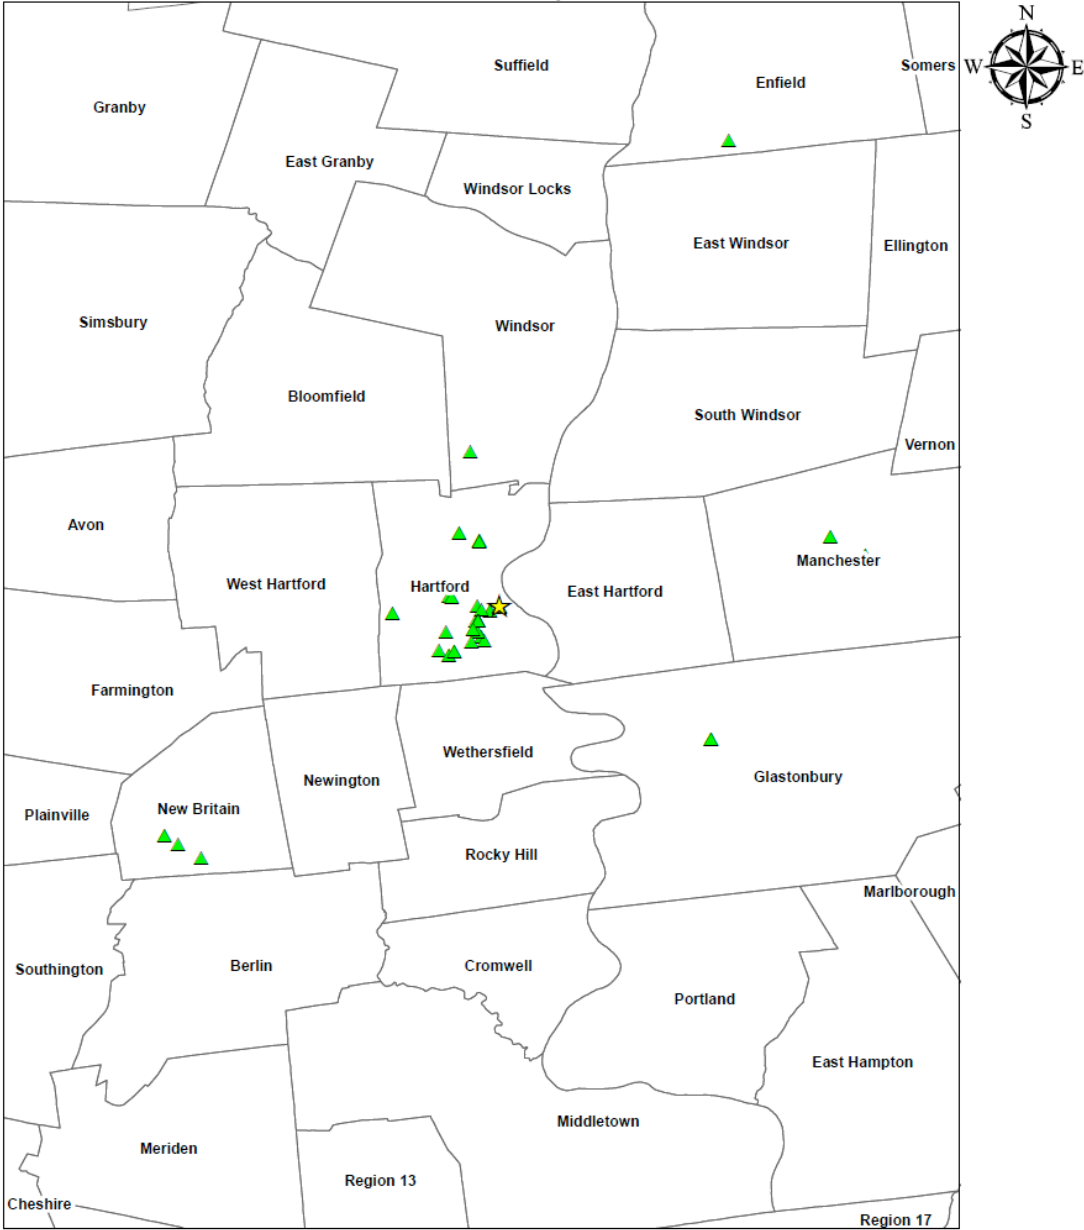 N
Suffield
Somers
W
E
Enfield
Granby
S
East Granby
Windsor Locks
East Windsor
Ellington
Simsbury
Windsor
Bloomfield
South Windsor
Vernon
Avon
Manchester
West Hartford
Hartford
East Hartford
Farmington
Wethersfield
Glastonbury
Newington
New Britain
Plainville
Rocky Hill
Marlborough
Southington
Berlin
Cromwell
Portland
East Hampton
Middletown
Meriden
Region 13
Cheshire
Region 17